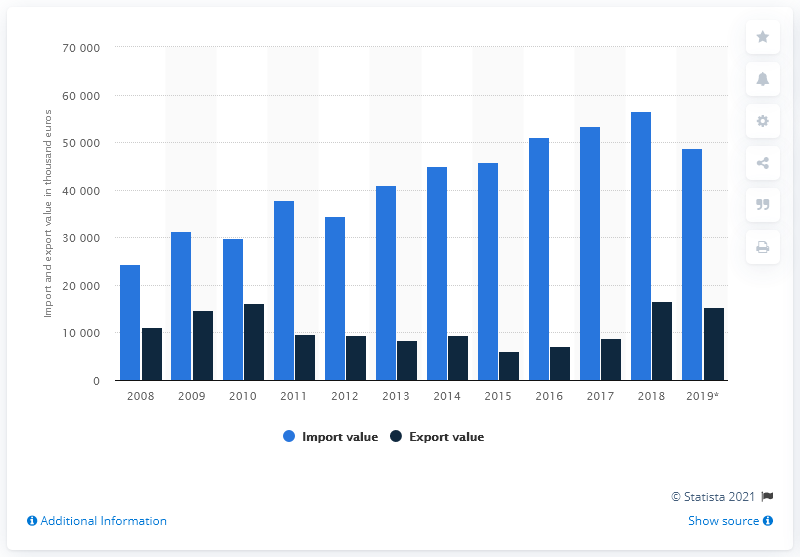 70 000
60 000
50 000
40 000
30 000
20 000
10 000
0
Import and export value in thousand euros
2008 2009 2010 2011 2012 2013 2014 2015 2016 2017 2018 2019*
Import value Export value
© Statista 2021
Additional Information
Show source